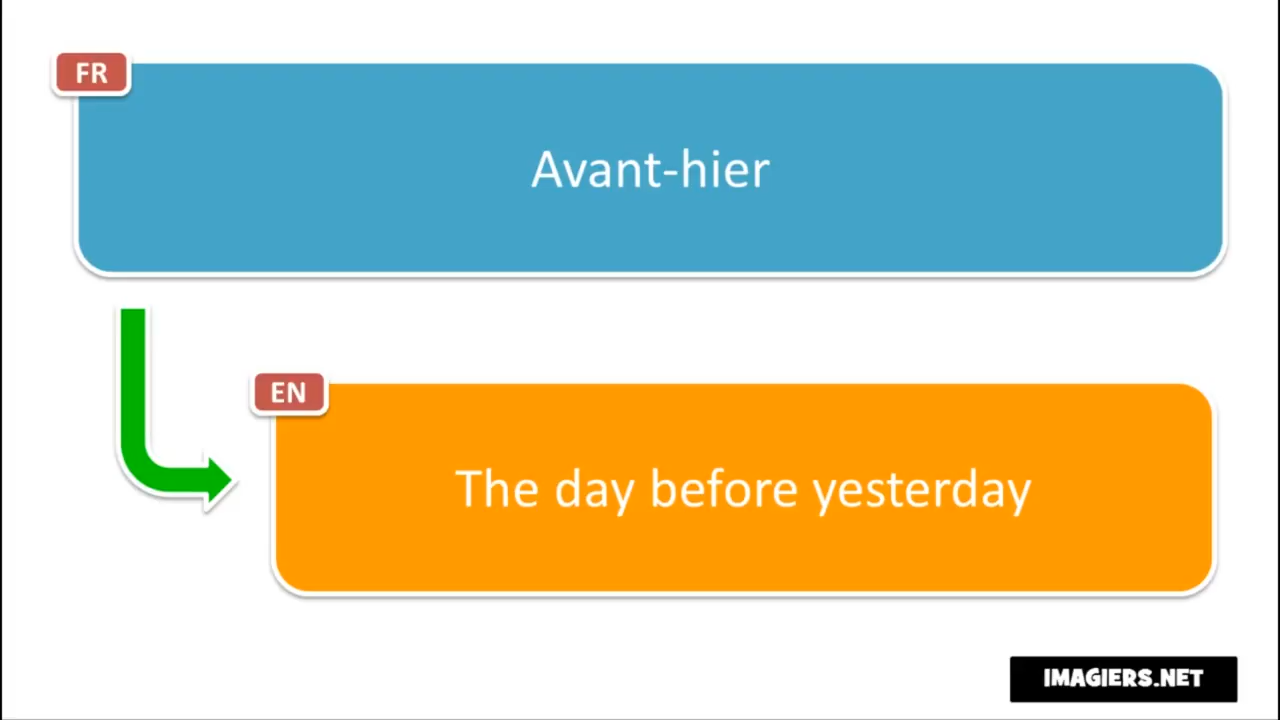 FR
Avant-hier
EN
The day before yesterday
IMAGIERS.NET